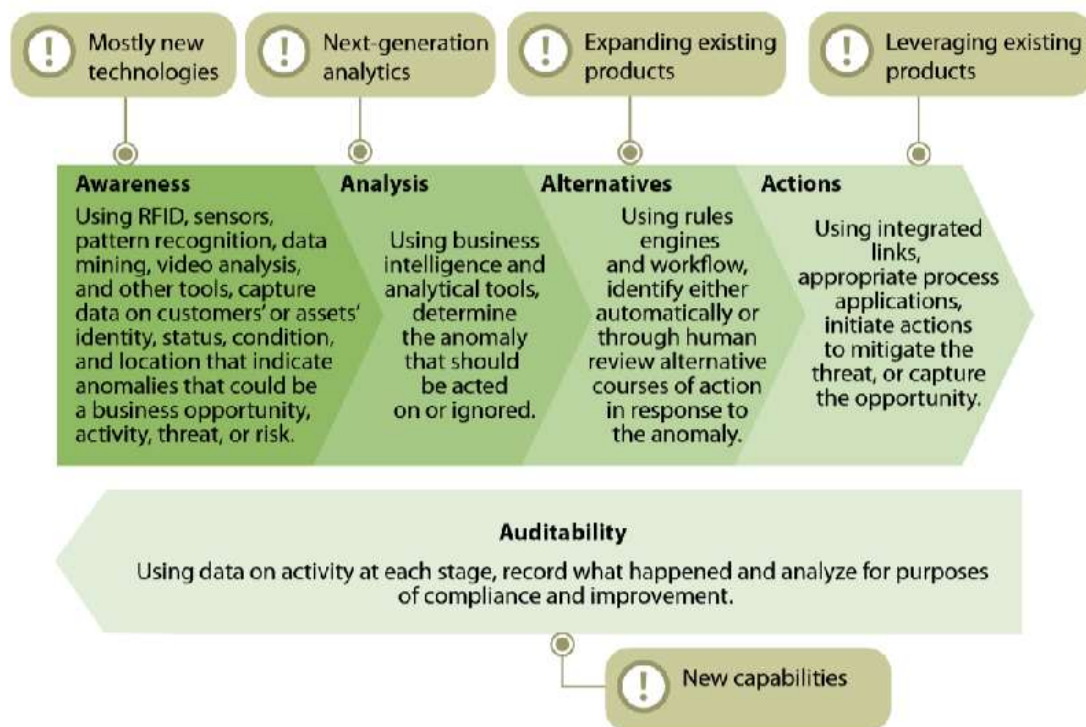 Mostly new
technologies
Next-generation
analytics
Expanding existing
products
Leveraging existing
products
Awareness
Using RFID, sensors,
pattern recognition, data
mining, video analysis,
and other tools, capture
data on customers' or assets'
identity, status, condition,
and location that indicate
anomalies that could be
a business opportunity,
activity, threat, or risk.
Analysis
Using business
intelligence and
analytical tools,
determine
the anomaly
that should
be acted
on or ignored.
Alternatives
Using rules
engines
and workflow,
identify either
automatically or
through human
review alternative
courses of action
in response to
the anomaly.
Actions
Using integrated
links,
appropriate process
applications,
initiate actions
to mitigate the
threat, or capture
the opportunity.
Auditability
Using data on activity at each stage, record what happened and analyze for purposes
of compliance and improvement.
New capabilities